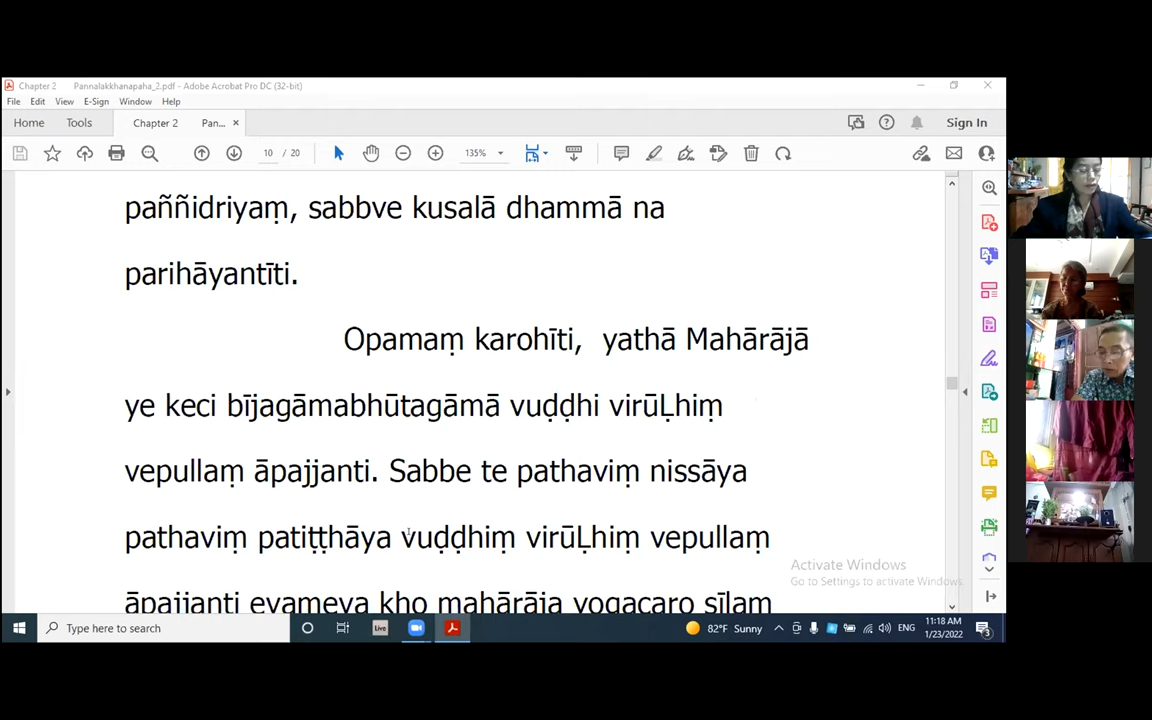 Chapter 2 Pannalakkhanapaha_2.pdf - Adobe Acrobat Pro DC (32-bit)
File Edit View E-Sign Window Help
Home Tools Chapter 2 Pan... × Sign In
10 / 20 135%
paññidriyaṃ, sabbve kusalā dhammā na
parihāyantīti.
Opamaṃ karohīti, yathā Mahārājā
ye keci bījagāmabhūtagāmā vuḍḍhi virūḶhiṃ
vepullaṃ āpajjanti. Sabbe te pathaviṃ nissāya
pathaviṃ patiṭṭhāya vuḍḍhiṃ virūḶhiṃ vepullaṃ
āpajjanti evameva kho mahārāja yogacaro sīlaṃ
Activate Windows
Go to Settings to activate Windows.
Type here to search Live 82°F Sunny ENG 11:18 AM
1/23/2022 3